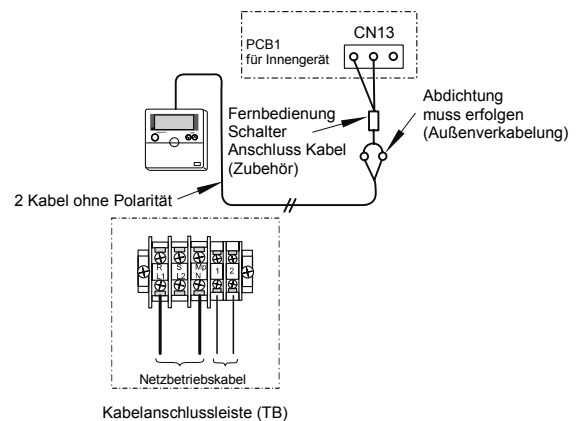 CN13
PCB1
für Innengerät
Fernbedienung
Schalter
Anschluss Kabel
(Zubehör)
Abdichtung
muss erfolgen
(Außenverkabelung)
2 Kabel ohne Polarität
R S Mp
L1 L2 N 1 2
Netzbetriebskabel
Kabelanschlussleiste (TB)